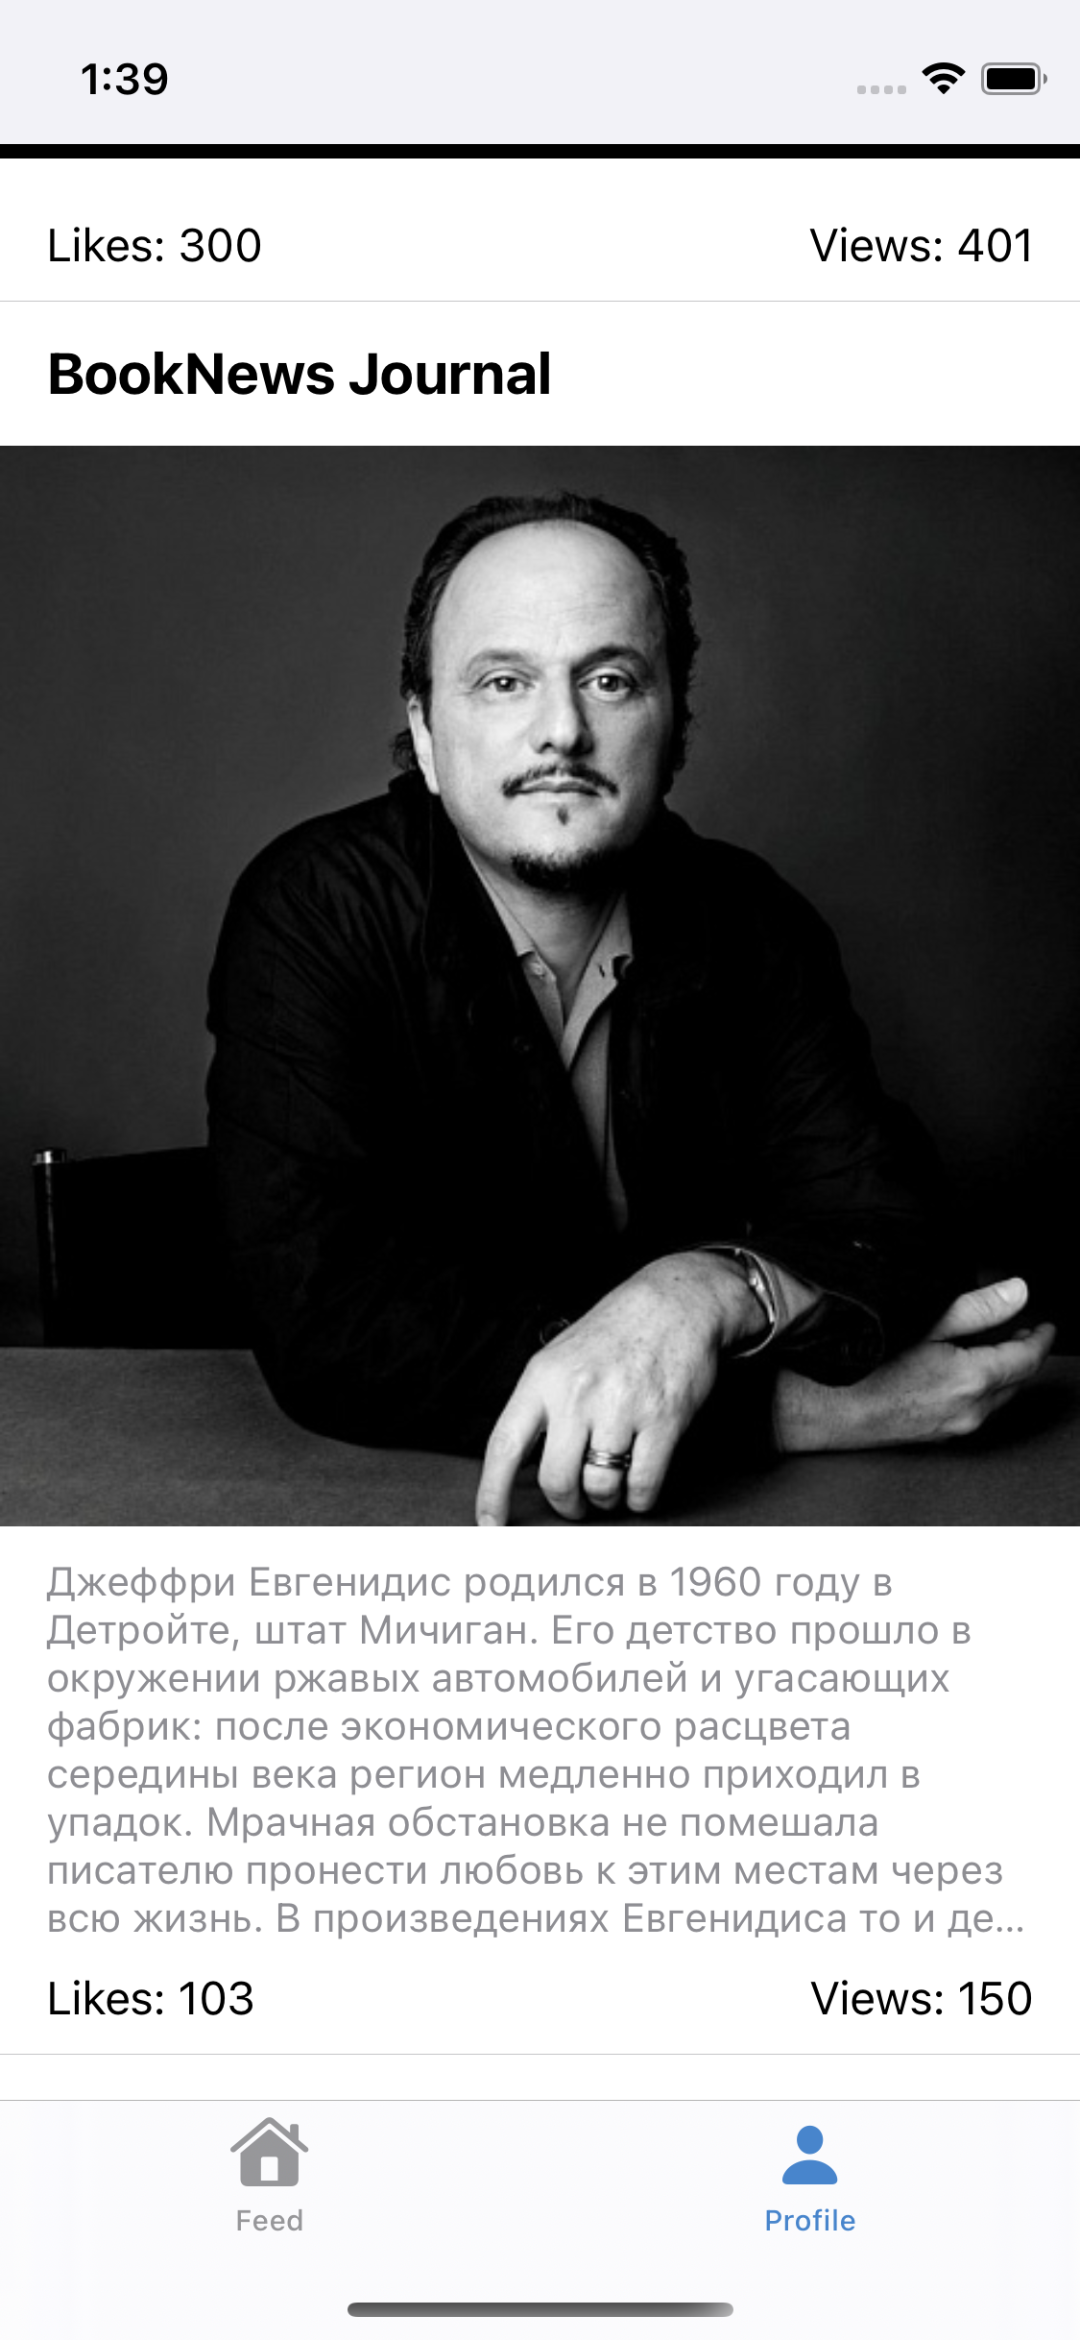 1:39
Likes: 300 Views: 401
BookNews Journal
Джеффри Евгенидис родился в 1960 году в
Детройте, штат Мичиган. Его детство прошло в
окружении ржавых автомобилей и угасающих
фабрик: после экономического расцвета
середины века регион медленно приходил в
упадок. Мрачная обстановка не помешала
писателю пронести любовь к этим местам через
всю жизнь. В произведениях Евгенидиса то и де...
Likes: 103 Views: 150
Feed Profile